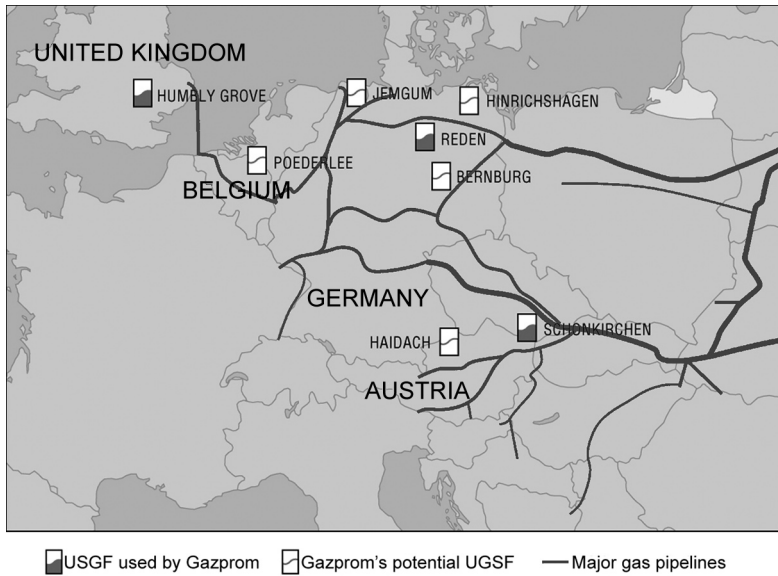 UNITED KINGDOM
HUMBLY GROVE
JEMGUM
HINRICHSHAGEN
REDEN
POEDERLEE
BERNBURG
BELGIUM
GERMANY
SCHONKIRCHEN
HAIDACH
AUSTRIA
USGF used by Gazprom Gazprom's potential UGSF Major gas pipelines